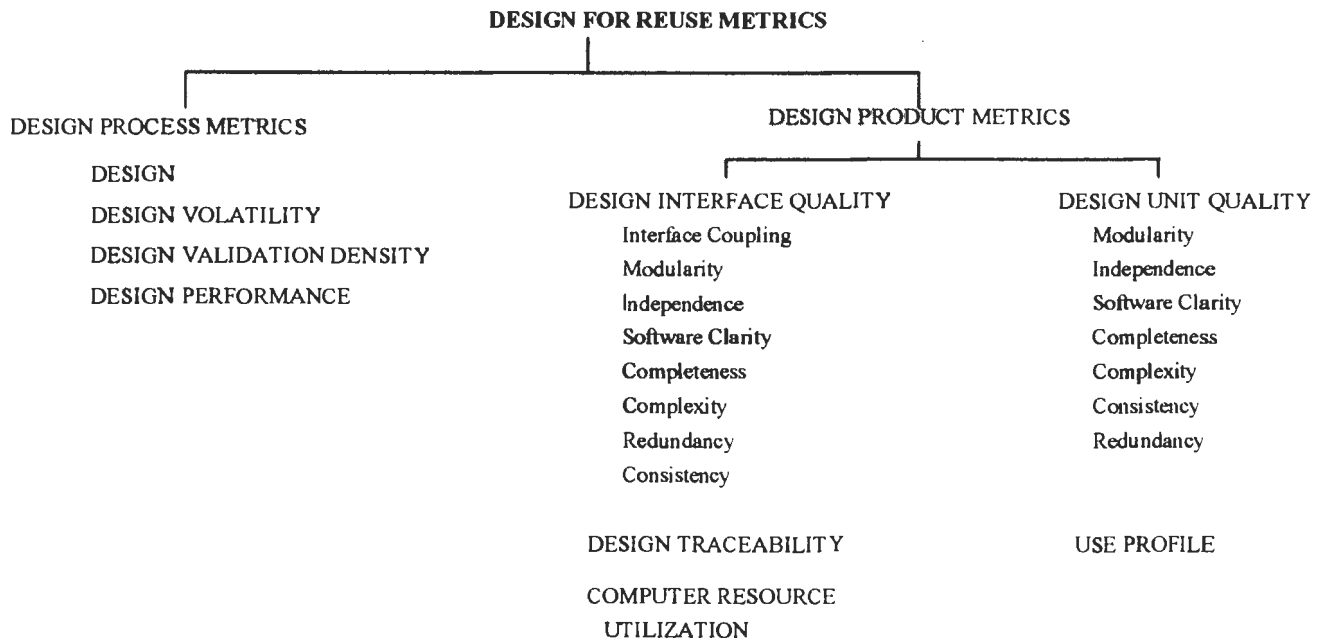 DESIGN FOR REUSE METRICS
DESIGN PROCESS METRICS
DESIGN
DESIGN VOLATILITY
DESIGN VALIDATION DENSITY
DESIGN PERFORMANCE
DESIGN PRODUCT METRICS
DESIGN INTERFACE QUALITY
Interface Coupling
Modularity
Independence
Software Clarity
Completeness
Complexity
Redundancy
Consistency
DESIGN TRACEABILITY
COMPUTER RESOURCE
UTILIZATION
DESIGN UNIT QUALITY
Modularity
Independence
Software Clarity
Completeness
Complexity
Consistency
Redundancy
USE PROFILE